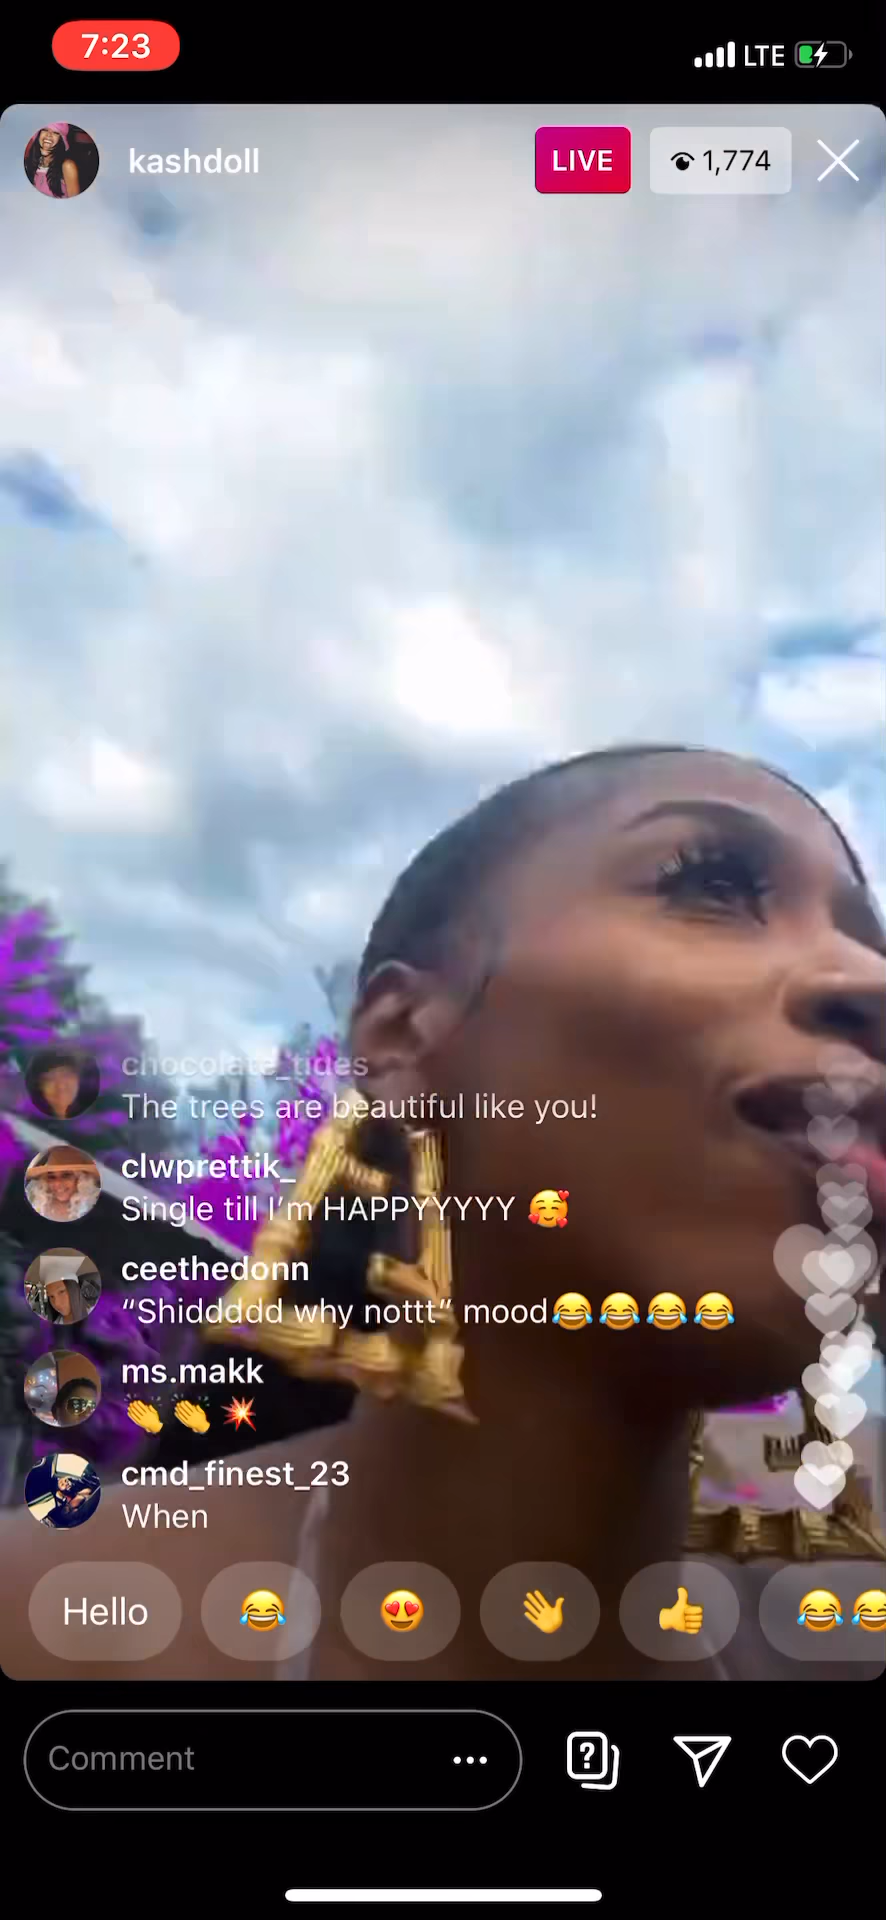 7:23
LTE
kashdoll
LIVE
1,774
chocolate_tides
The trees are beautiful like you!
clwprettik_
Single till I’m HAPPYYYYY 🥰
ceethedonn
“Shiddddd why nottt” mood😂😂😂😂
ms.makk
👏👏💥
cmd_finest_23
When
Hello 😂 😍 👋 👍 😂😂
Comment